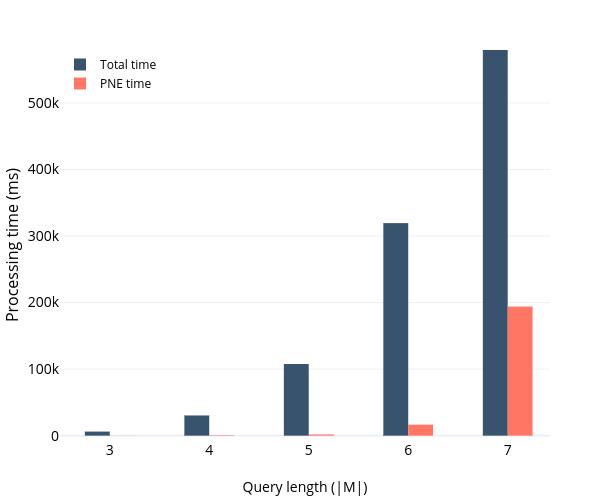 Total time
PNE time
Processing time (ms)
500k
400k
300k
200k
100k
0
3 4 5 6 7
Query length (|M|)